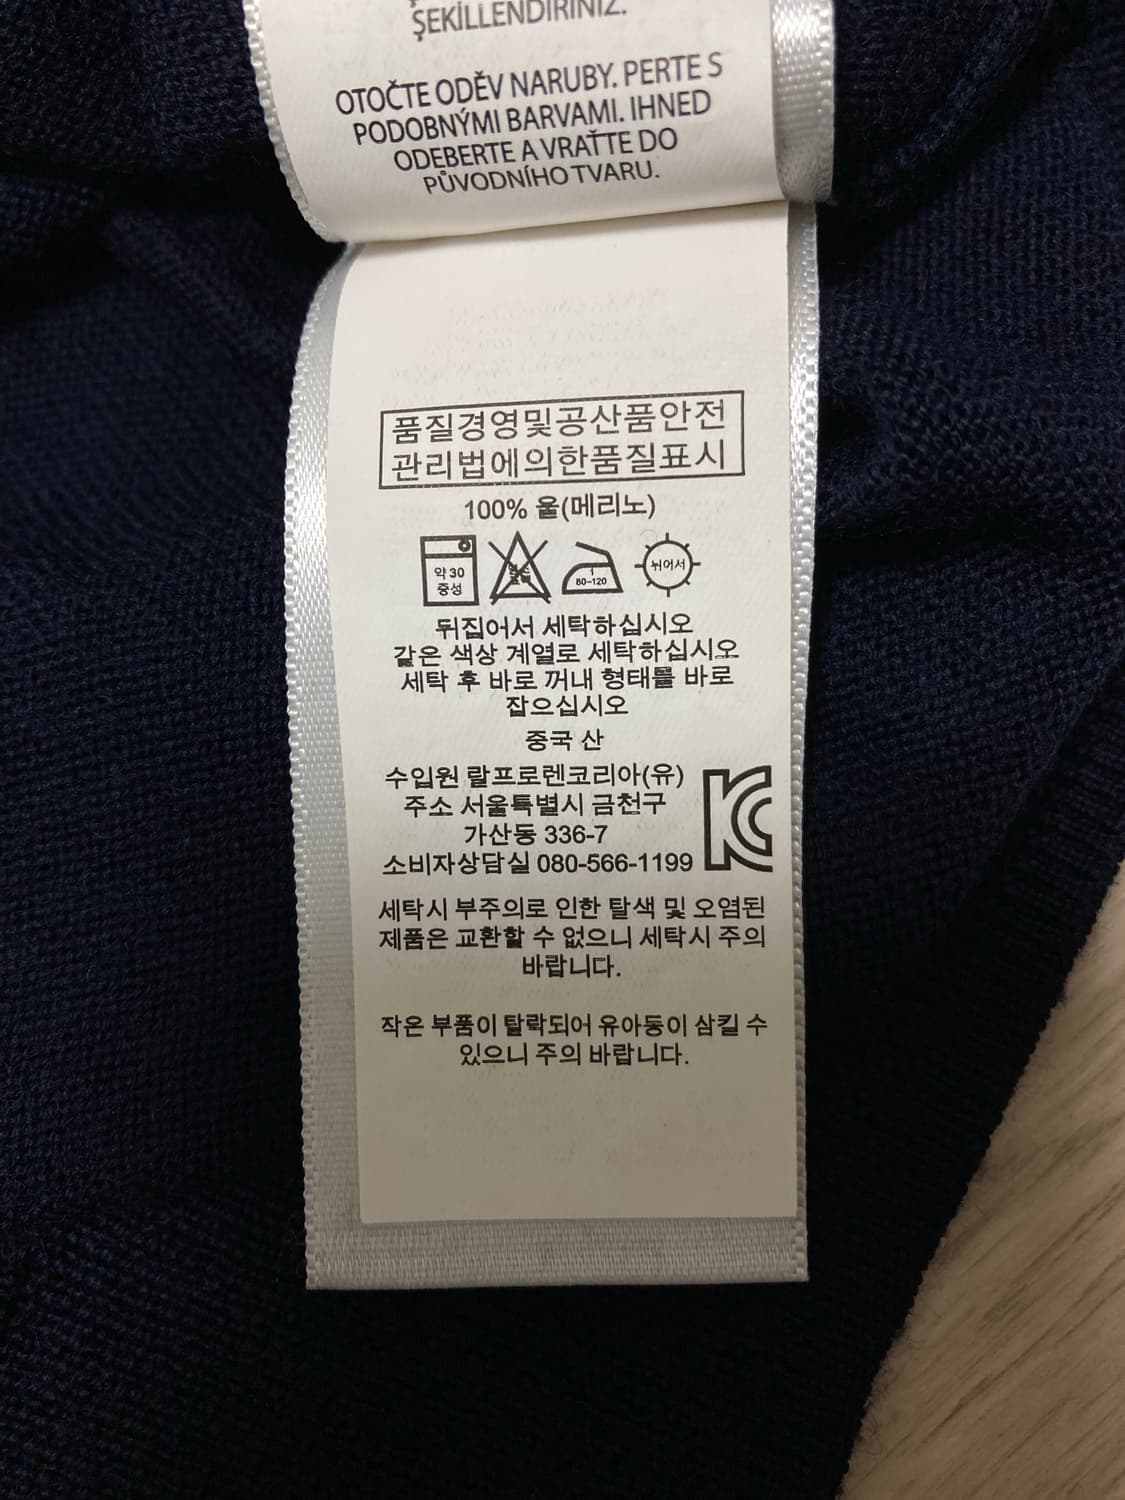 ŞEKİLLENDİRİNİZ.
OTOČTE ODĚV NARUBY. PERTE S
PODOBNÝMI BARVAMI. IHNED
ODEBERTE A VRAŤTE DO
PŮVODNÍHO TVARU.
품질경영및공산품안전
관리법에의한품질표시
100% 울(메리노)
약 30
중성
1
80~120
뉘어서
뒤집어서 세탁하십시오
같은 색상 계열로 세탁하십시오
세탁 후 바로 꺼내 형태를 바로
잡으십시오
중국 산
수입원 랄프로렌코리아(유)
주소 서울특별시 금천구
가산동 336-7
소비자상담실 080-566-1199
KC
세탁시 부주의로 인한 탈색 및 오염된
제품은 교환할 수 없으니 세탁시 주의
바랍니다.
작은 부품이 탈락되어 유아동이 삼킬 수
있으니 주의 바랍니다.